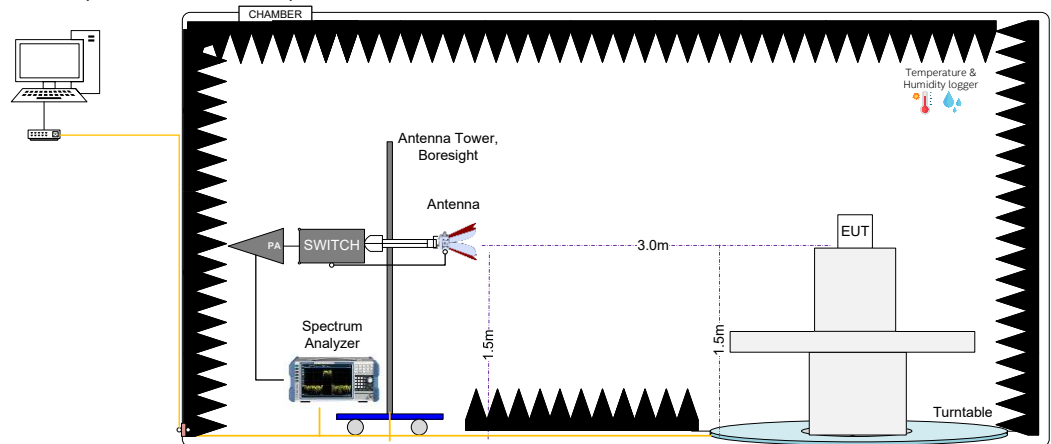 CHAMBER
Temperature &
Humidity logger
Antenna Tower,
Boresight
Antenna
EUT
PA
SWITCH
3.0m
Spectrum
Analyzer
1.5m
1.5m
Turntable